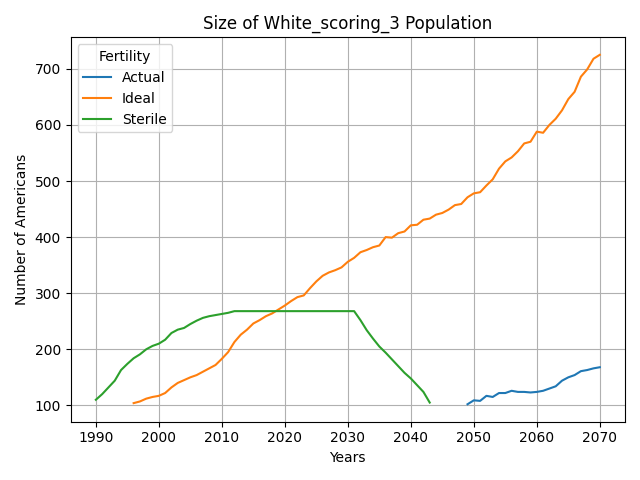 Size of White_scoring_3 Population
Fertility
Actual
Ideal
Sterile
Number of Americans
700
600
500
400
300
200
100
1990 2000 2010 2020 2030 2040 2050 2060 2070
Years